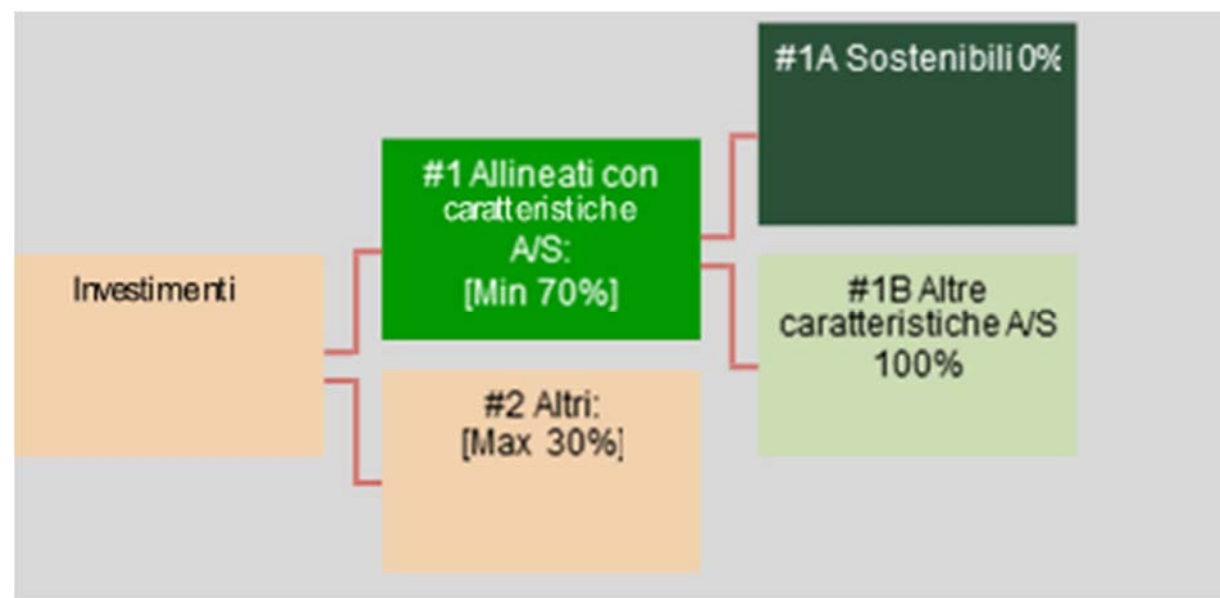 Investimenti
#1 Allineati con
caratteristiche
A/S:
[Min 70%]
#2 Altri:
[Max 30%]
#1A Sostenibili 0%
#1B Altre
caratteristiche A/S
100%